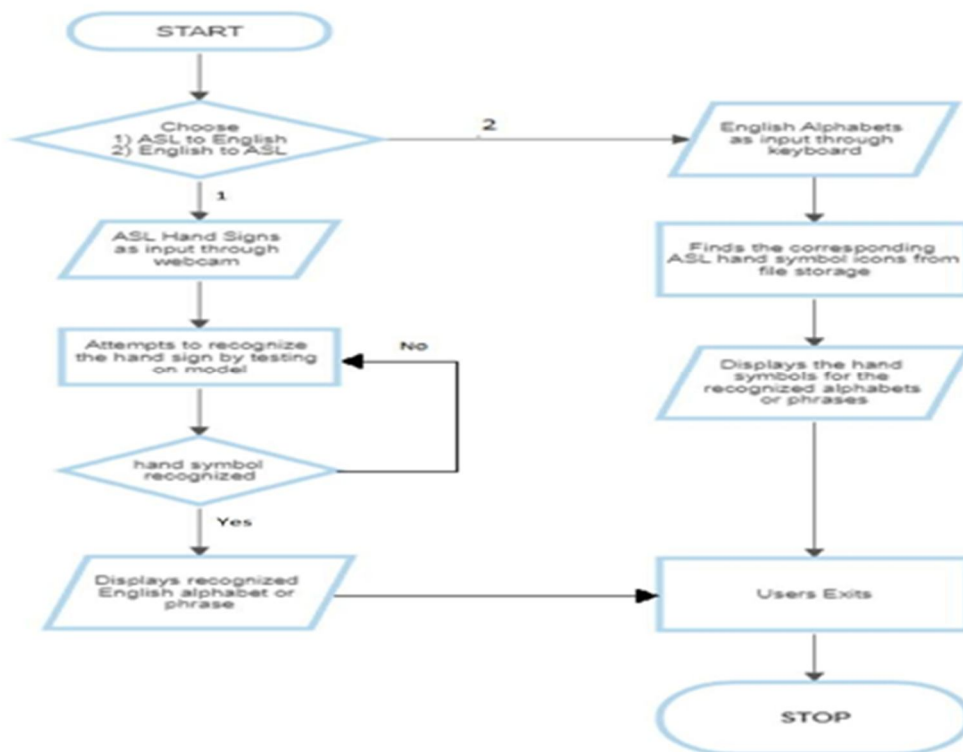 START
Choose
1) ASL to English
2) English to ASL
2
English Alphabets
as input through
keyboard
1
ASL Hand Signs
as input through
webcam
Finds the corresponding
ASL hand symbol icons from
file storage
Attempts to recognize
the hand sign by testing
on model
No
Displays the hand
symbols for the
recognized alphabets
or phrases
hand symbol
recognized
Yes
Displays recognized
English alphabet or
phrase
Users Exits
STOP